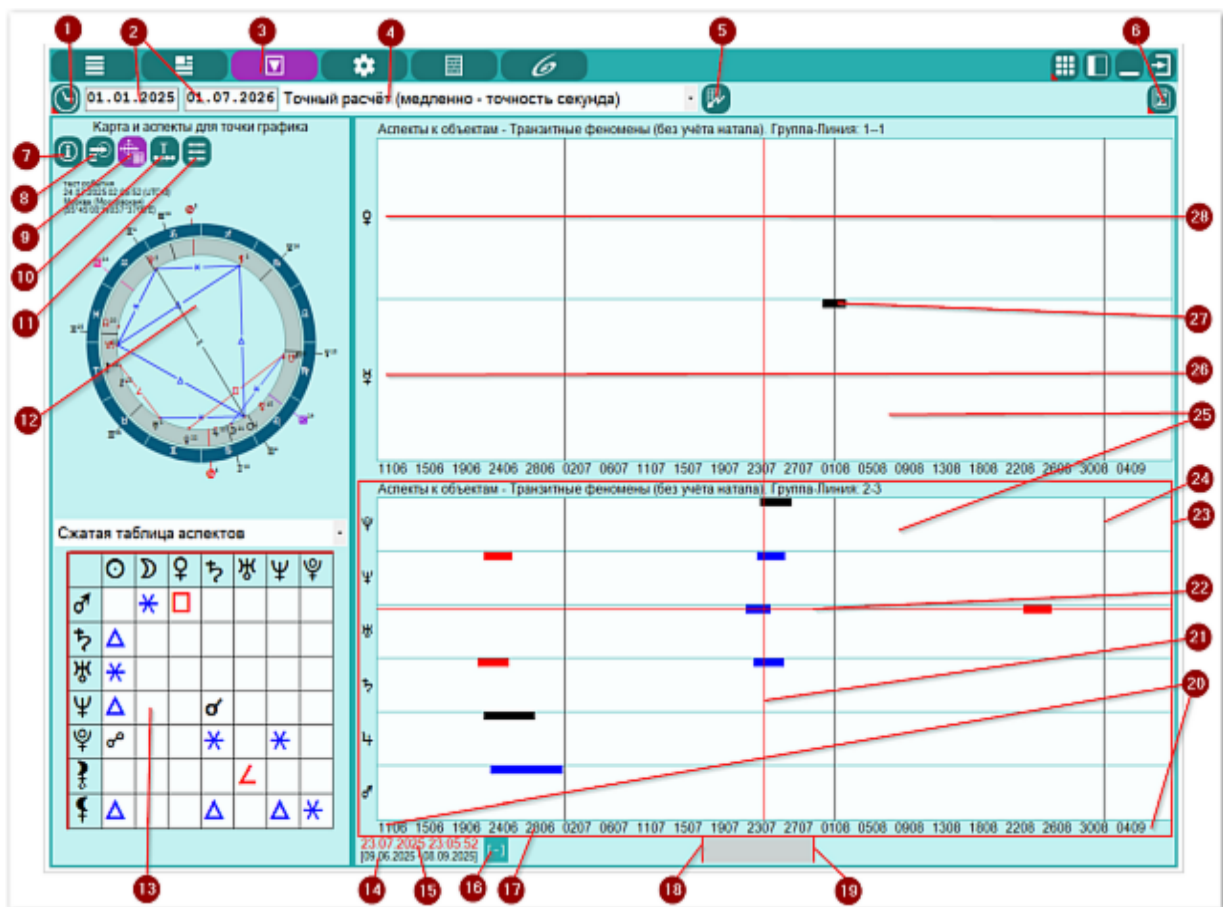 1 2 3 4 5 6
01.01.2025 01.07.2026 Точный расчёт (медленно - точность секунда)
Карта и аспекты для точки графика
Аспекты к объектам - Транзитные феномены (без учёта натала). Группа-Линия: 1--1
7
8
9
10
11
12
28
27
26
25
1106 1506 1906 2406 2806 0207 0607 1107 1507 1907 2307 2707 0108 0508 0908 1308 1808 2208 2608 3008 0409
24
Аспекты к объектам - Транзитные феномены (без учёта натала). Группа-Линия: 2-3
23
Сжатая таблица аспектов
22
21
20
1106 1506 1906 2406 2806 0207 0607 1107 1507 1907 2307 2707 0108 0508 0908 1308 1808 2208 2608 3008 0409
23.07.2025 23:05:52
[09.06.2025 - 08.09.2025]
13 14 15 16 17 18 19